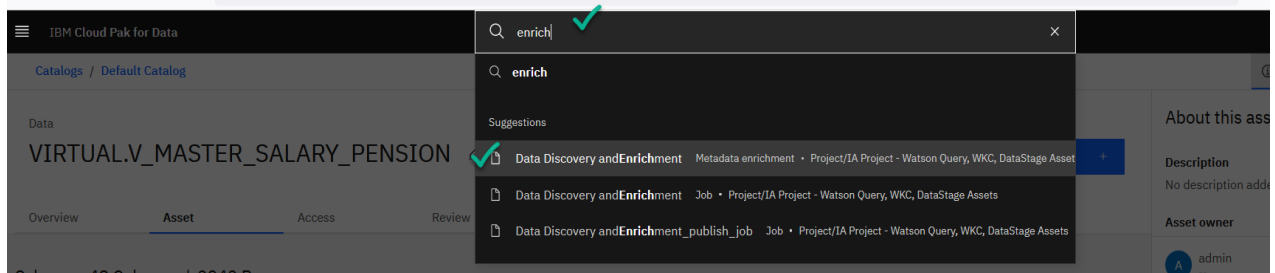 IBM Cloud Pak for Data
enrich
Catalogs / Default Catalog
enrich
Suggestions
Data
About this ass
VIRTUAL.V_MASTER_SALARY_PENSION
Data Discovery andEnrichment Metadata enrichment • Project/IA Project - Watson Query, WKC, DataStage Asset
+
Description
No description adde
Data Discovery andEnrichment Job • Project/IA Project - Watson Query, WKC, DataStage Assets
Overview Asset Access Review
Asset owner
Data Discovery andEnrichment_publish_job Job • Project/IA Project - Watson Query, WKC, DataStage Assets
A admin